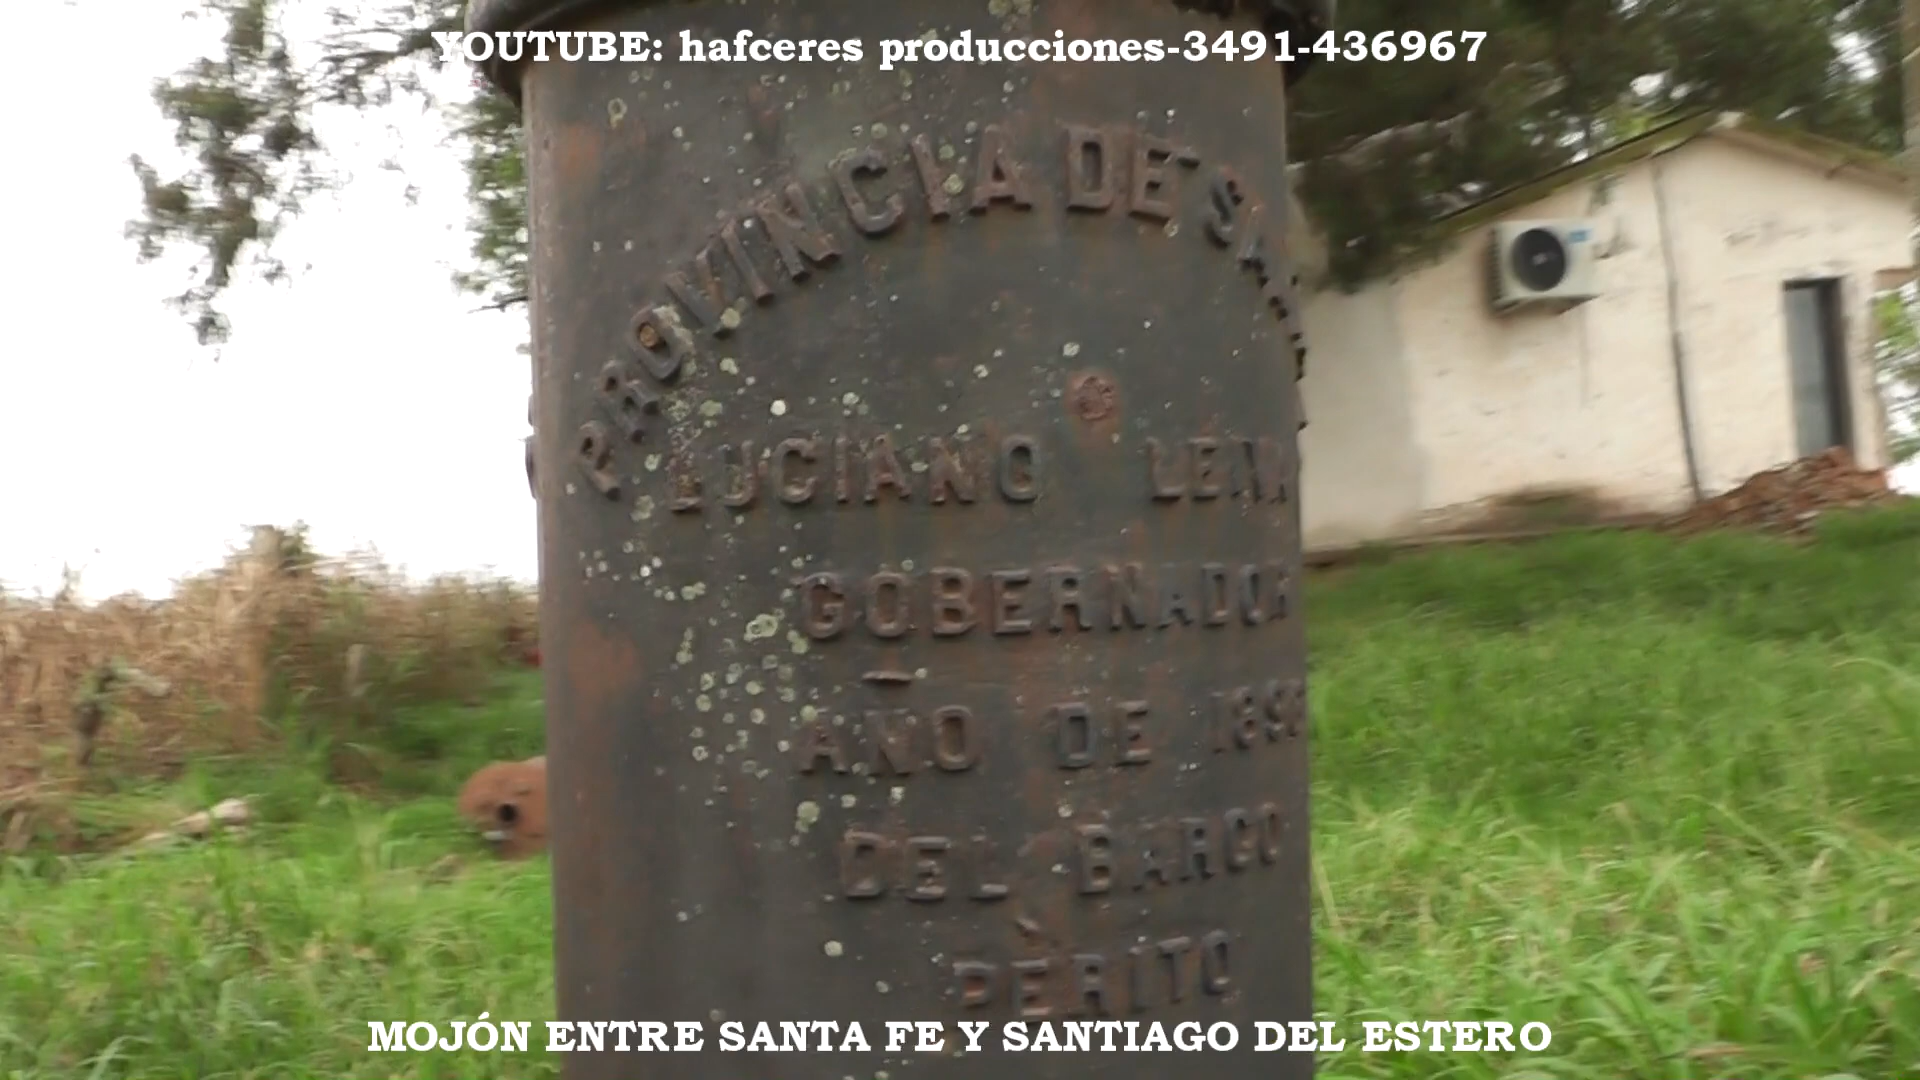 YOUTUBE: hafceres producciones-3491-436967
PROVINCIA DE
LUCIANO
GOBERNADOR
AÑO DE
DEL BARCO
PÈRITO
MOJÓN ENTRE SANTA FE Y SANTIAGO DEL ESTERO